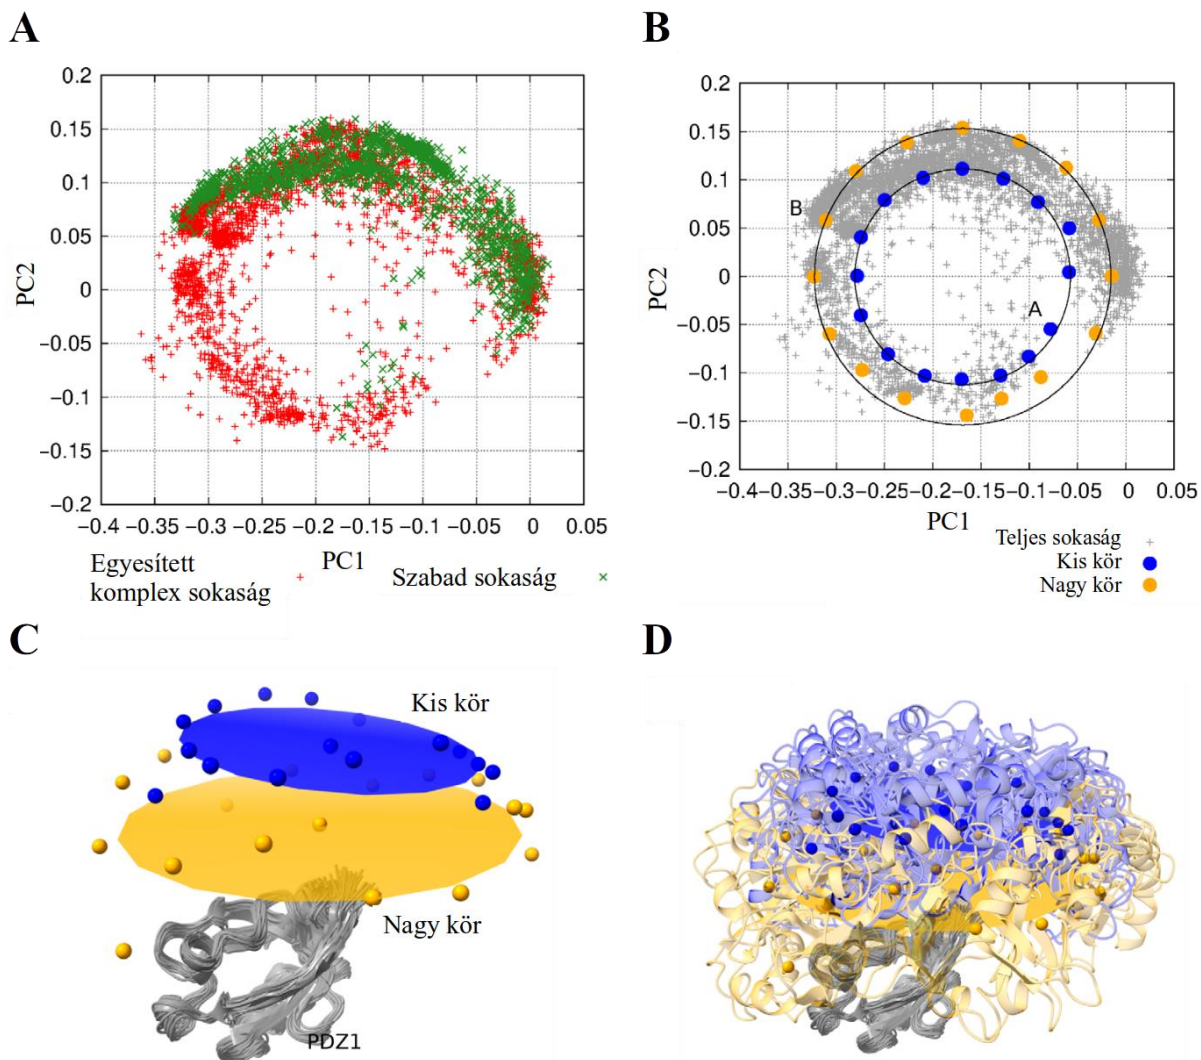 A
0.2
0.15
0.1
0.05
0
−0.05
−0.1
−0.15
−0.2
PC2
−0.4 −0.35 −0.3 −0.25 −0.2 −0.15 −0.1 −0.05 0 0.05
PC1
Egyesített
komplex sokaság +
Szabad sokaság ×
B
0.2
0.15
0.1
0.05
0
−0.05
−0.1
−0.15
−0.2
PC2
B
A
−0.4 −0.35 −0.3 −0.25 −0.2 −0.15 −0.1 −0.05 0 0.05
PC1
Teljes sokaság +
Kis kör
Nagy kör
C
Kis kör
Nagy kör
PDZ1
D
PDZ1